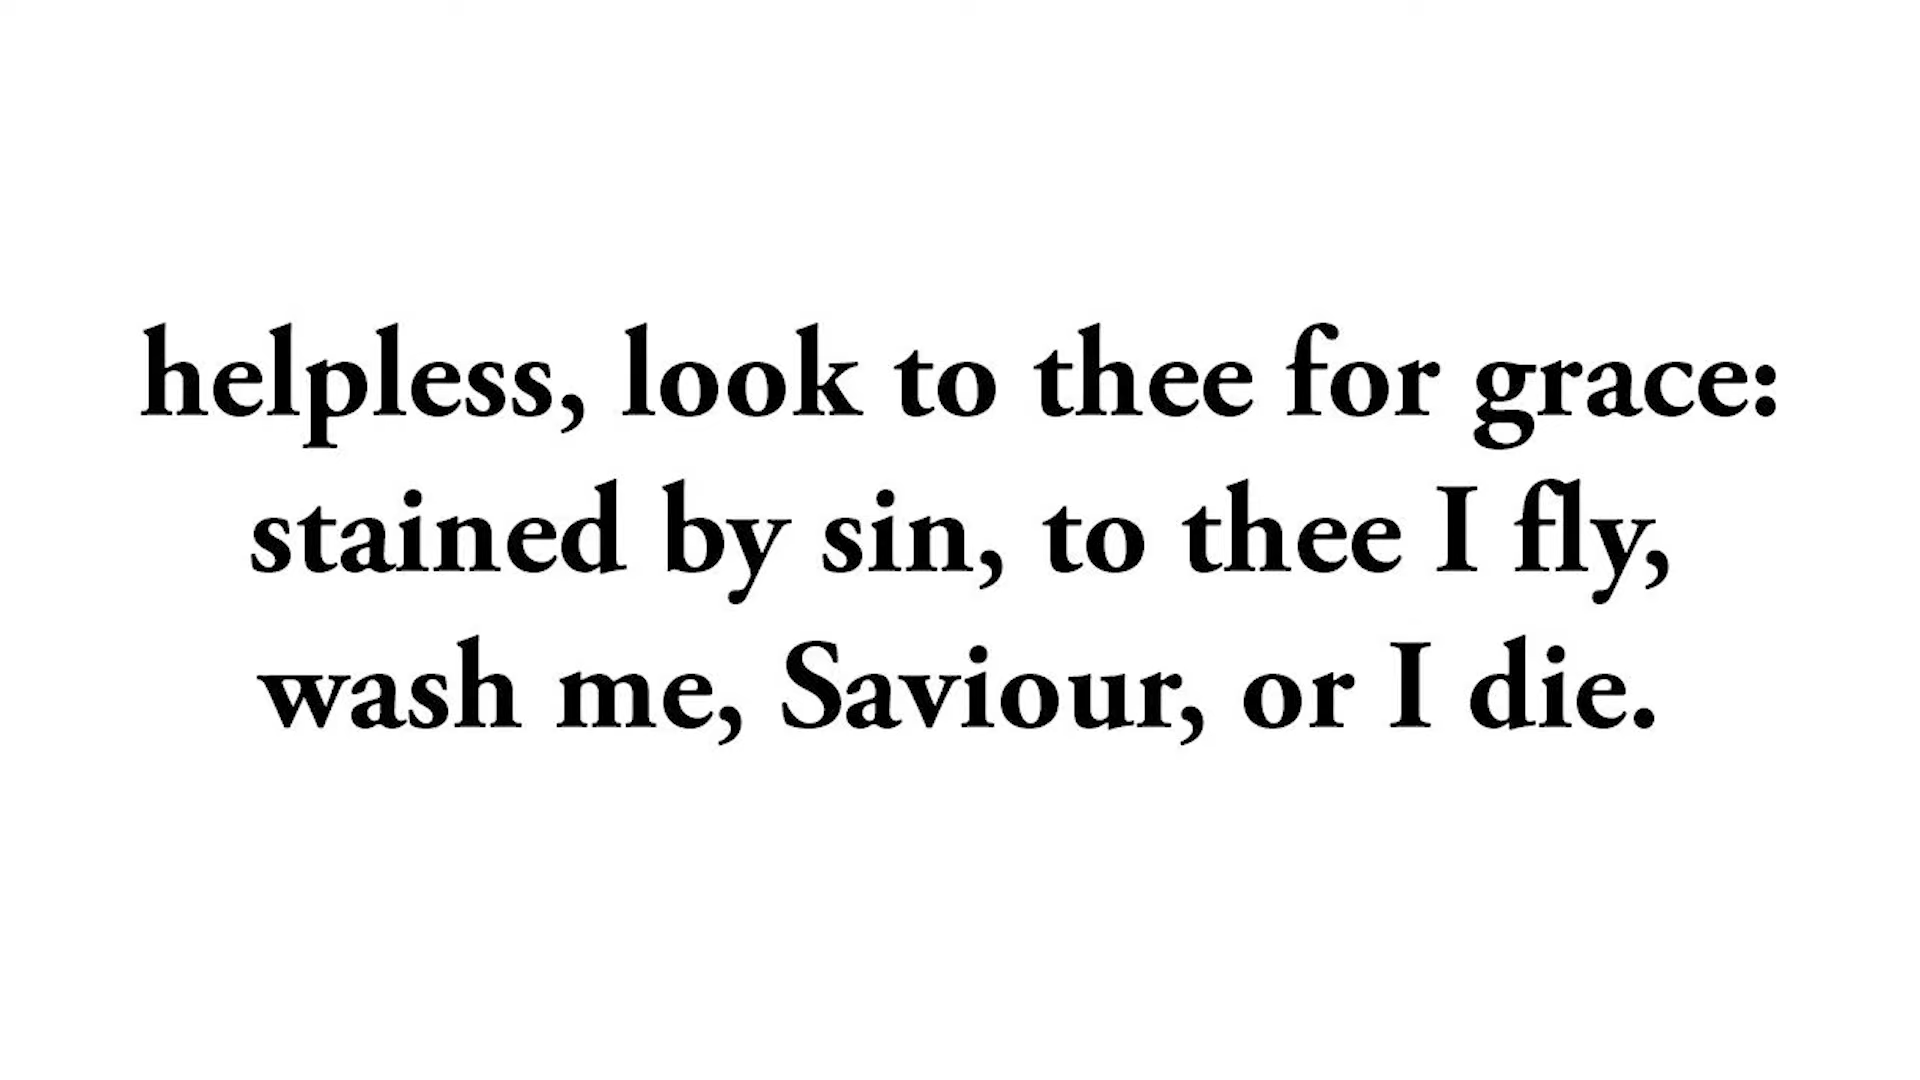 helpless, look to thee for grace:
stained by sin, to thee I fly,
wash me, Saviour, or I die.